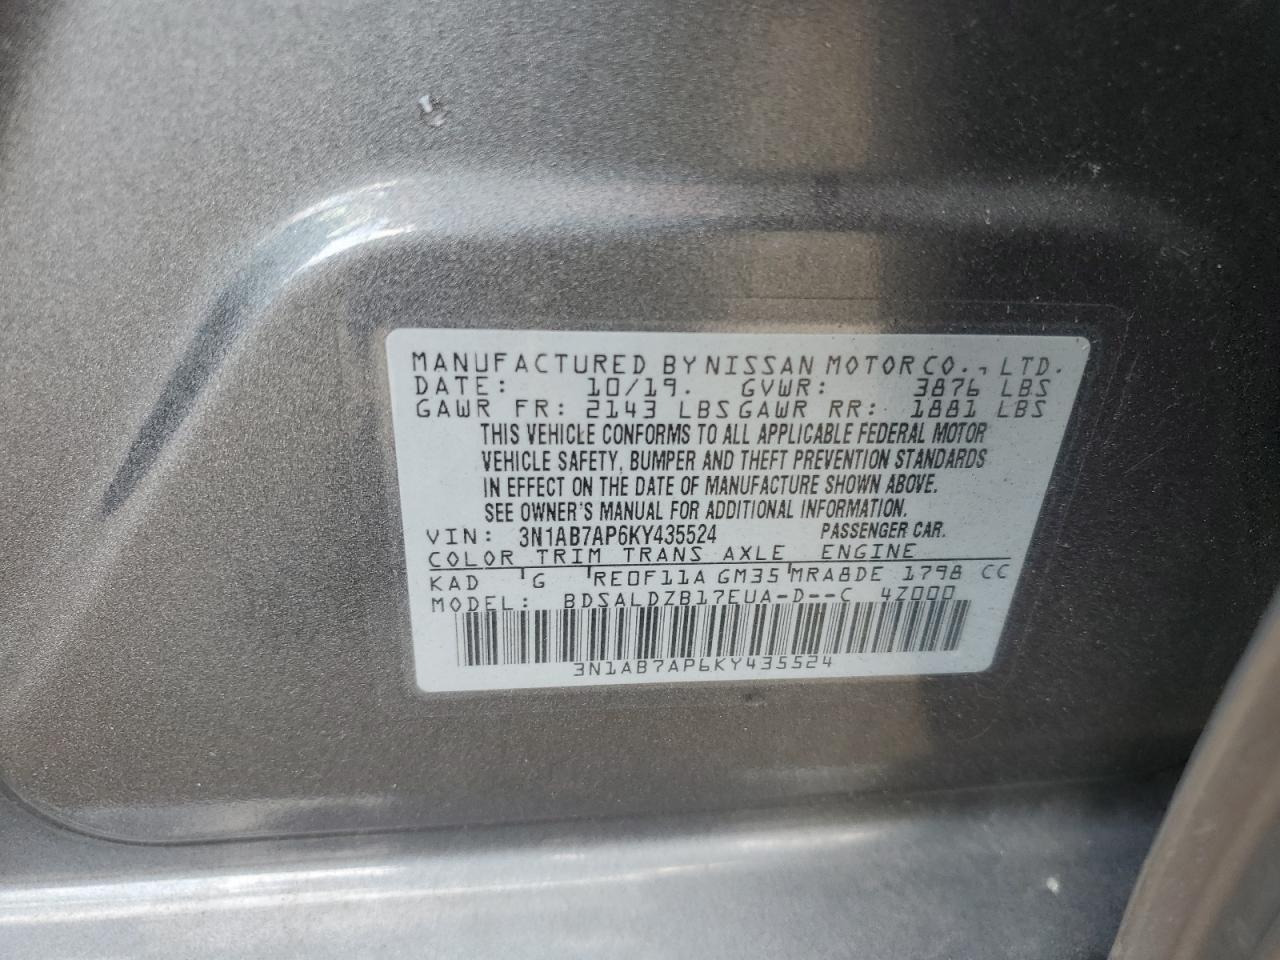 MANUFACTURED BY NISSAN MOTOR CO., LTD.
DATE: 10/19. GVWR: 3876 LBS
GAWR FR: 2143 LBS GAWR RR: 1881 LBS
THIS VEHICLE CONFORMS TO ALL APPLICABLE FEDERAL MOTOR
VEHICLE SAFETY, BUMPER AND THEFT PREVENTION STANDARDS
IN EFFECT ON THE DATE OF MANUFACTURE SHOWN ABOVE.
SEE OWNER'S MANUAL FOR ADDITIONAL INFORMATION.
VIN: 3N1AB7AP6KY435524 PASSENGER CAR.
COLOR TRIM TRANS AXLE ENGINE
KAD G RE0F11A GM35 MRA8DE 1798 CC
MODEL: BDSALDZB17EUA-D--C 4Z000
3N1AB7AP6KY435524